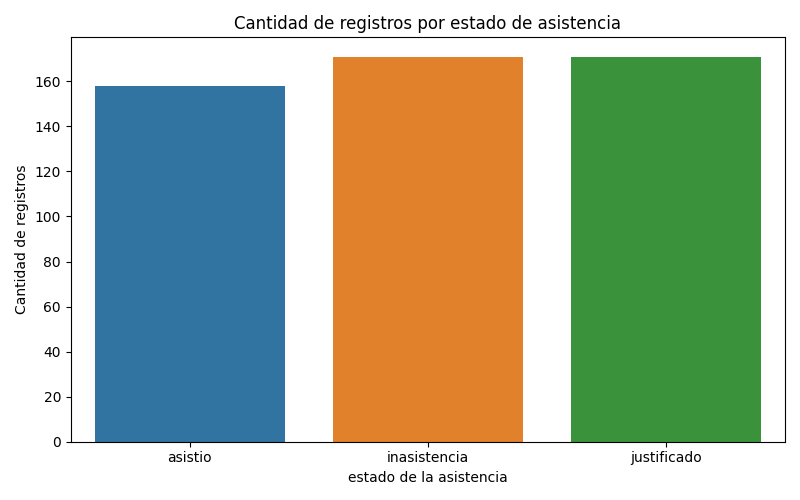 Cantidad de registros por estado de asistencia
Cantidad de registros
160
140
120
100
80
60
40
20
0
asistio inasistencia justificado
estado de la asistencia